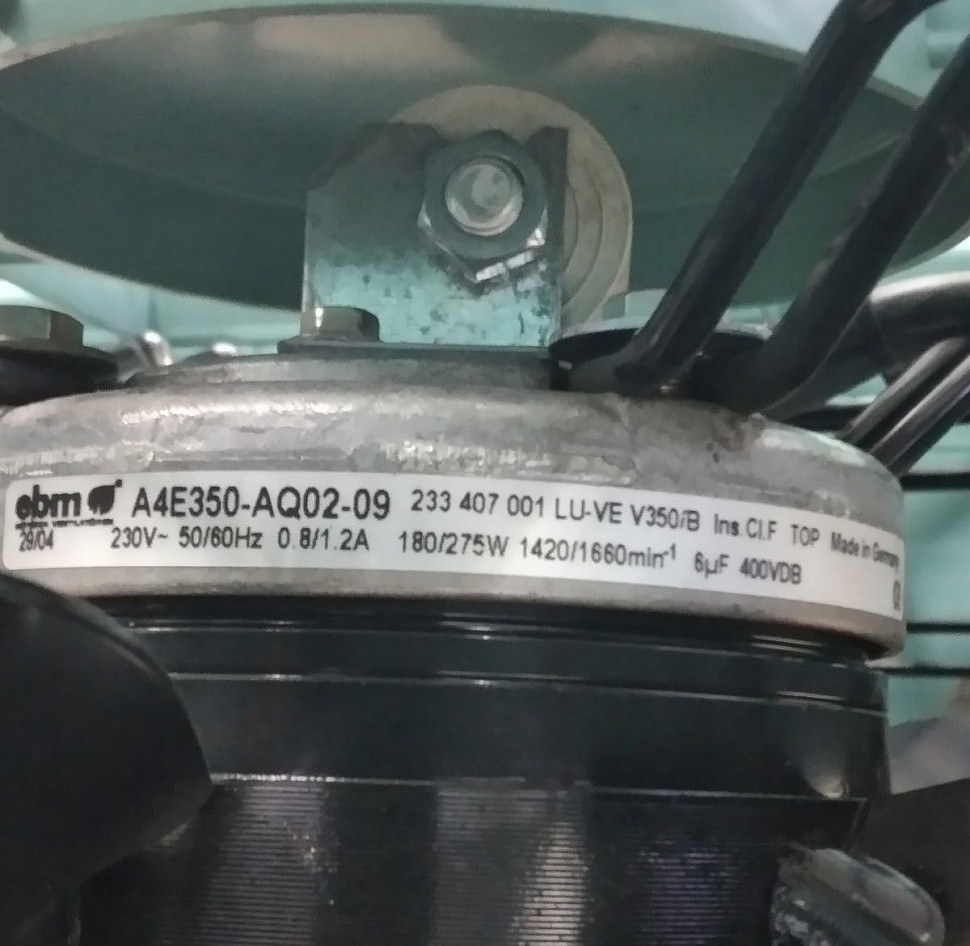 ebm A4E350-AQ02-09 233 407 001 LU-VE V350/B Ins.Cl.F TOP Made in Germany
29/04 230V~ 50/60Hz 0.8/1.2A 180/275W 1420/1660min-1 6µF 400VDB